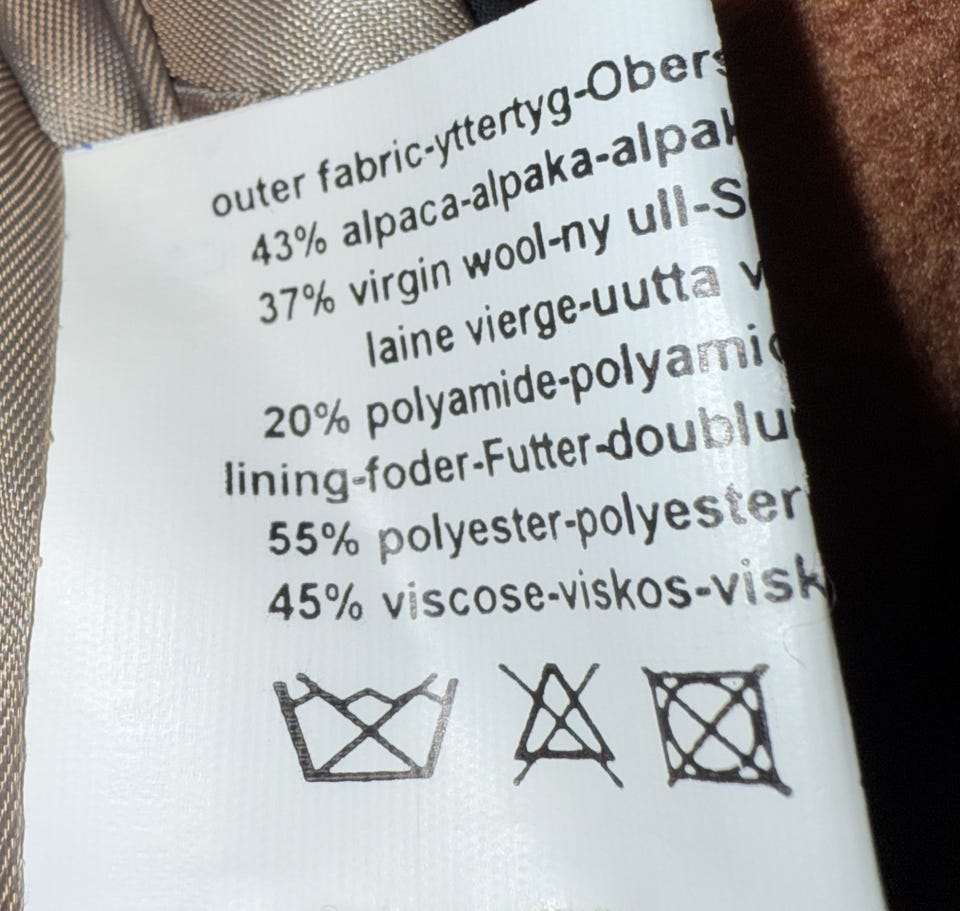 outer fabric-yttertyg-Obers
43% alpaca-alpaka-alpak
37% virgin wool-ny ull-S
laine vierge-uutta v
20% polyamide-polyamid
lining-foder-Futter-doublu
55% polyester-polyester
45% viscose-viskos-visk